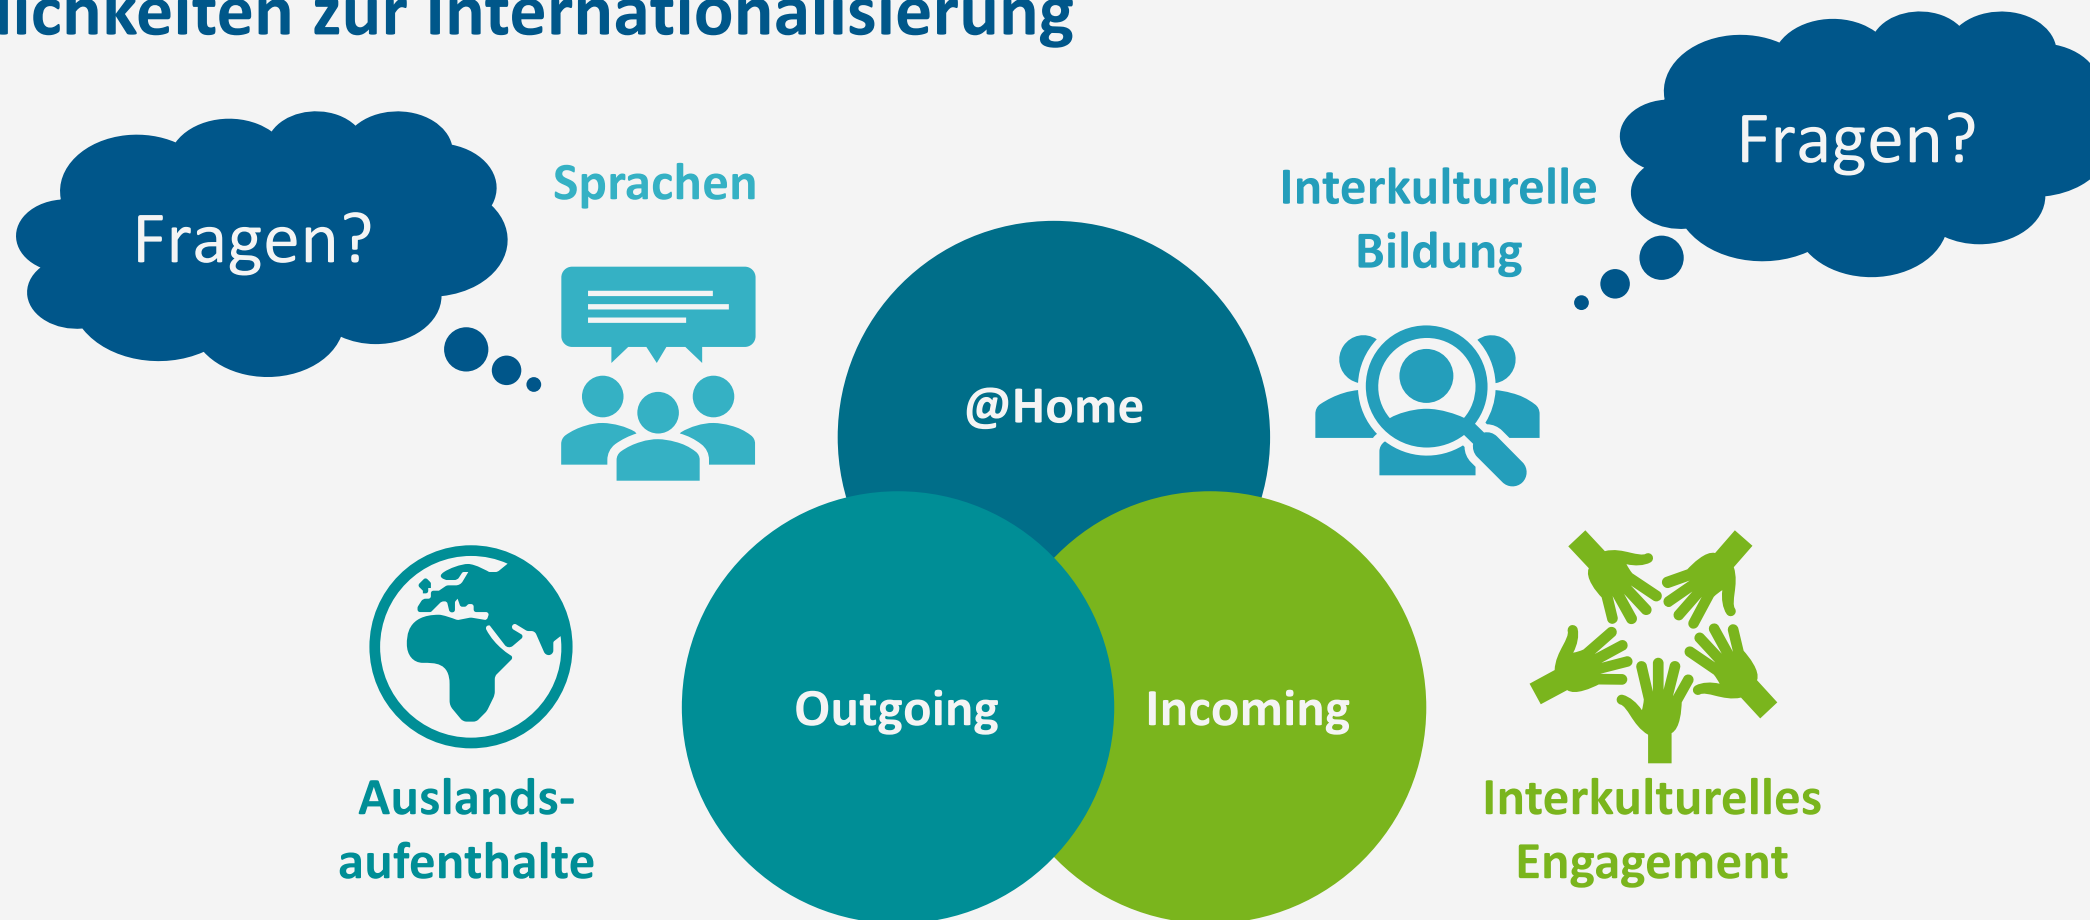 lichkeiten zur Internationalisierung
Fragen?
Fragen?
Sprachen
Interkulturelle
Bildung
@Home
Outgoing
Incoming
Auslands-
aufenthalte
Interkulturelles
Engagement